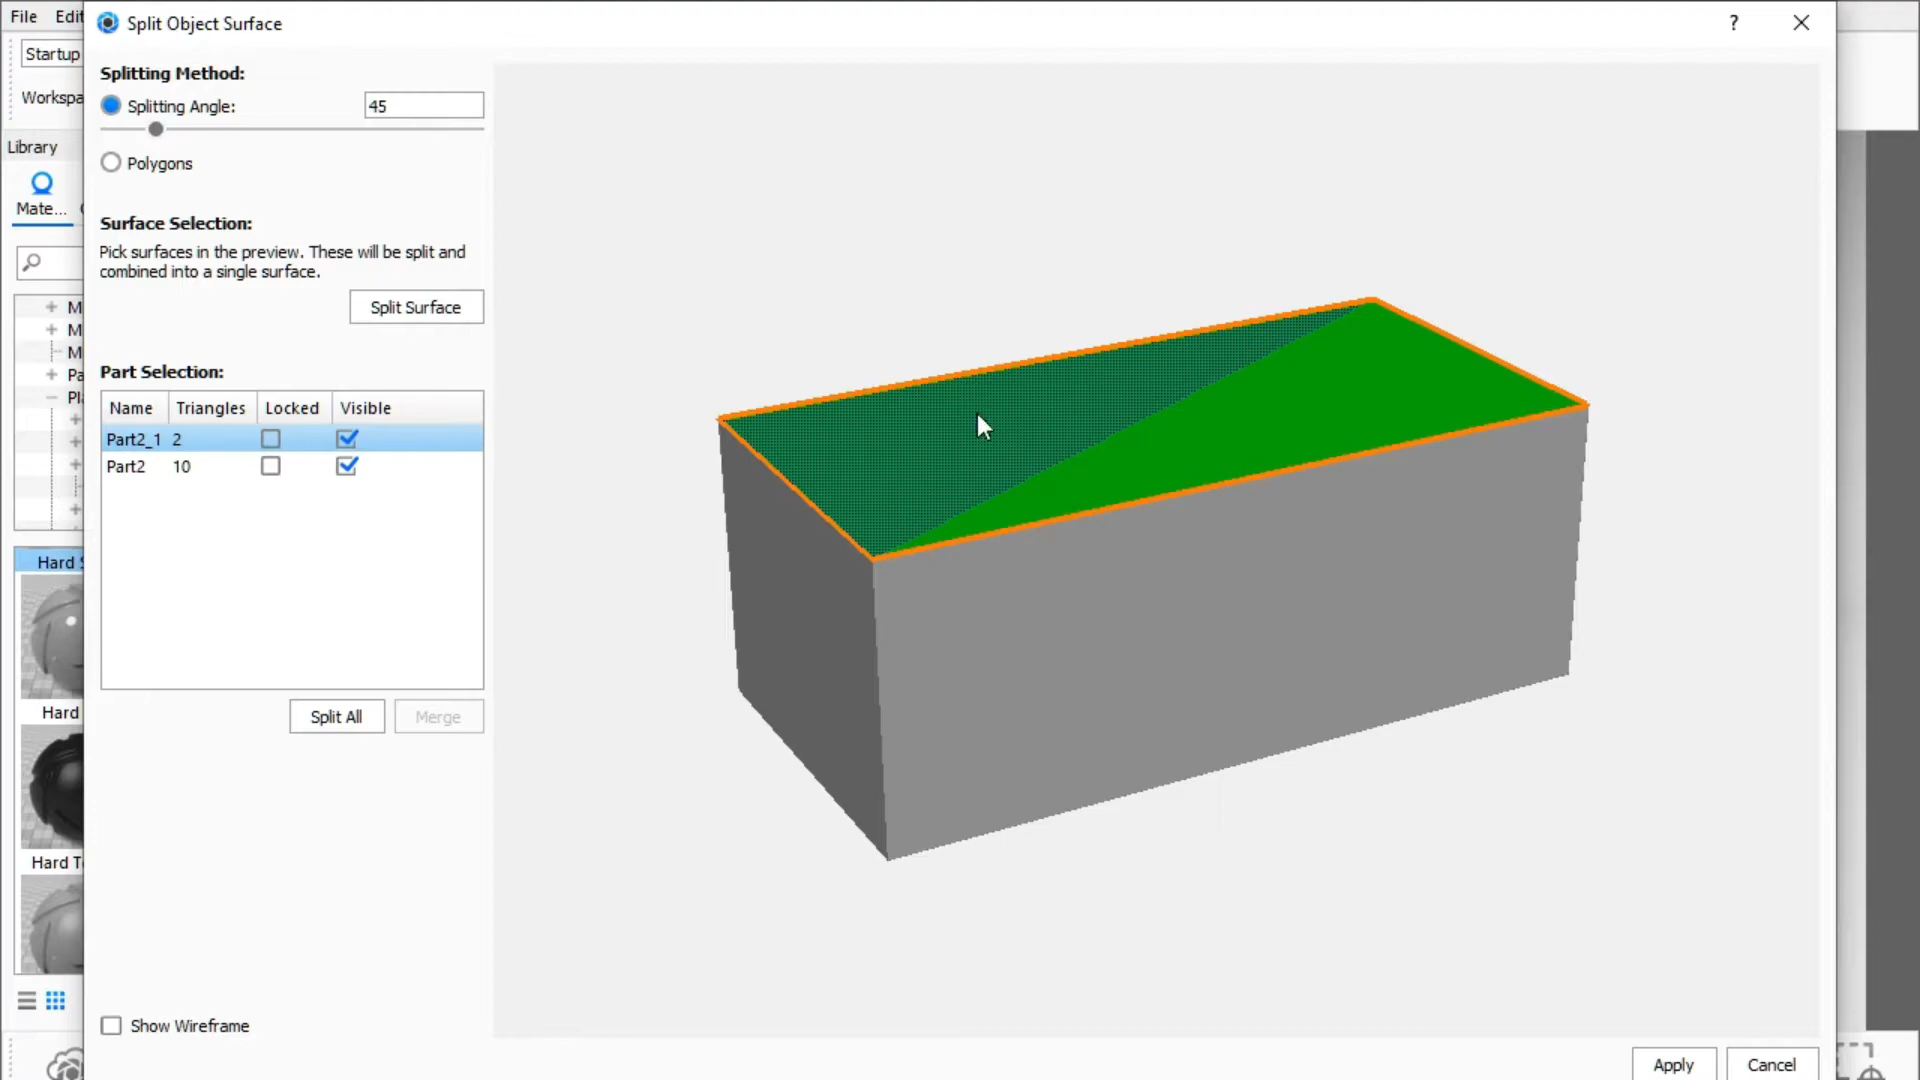 File Edit
Split Object Surface
?
Startup
Workspa
Library
Mate...
M
M
M
Pa
Pl
Hard S
Hard
Hard T
Splitting Method:
Splitting Angle: 45
Polygons
Surface Selection:
Pick surfaces in the preview. These will be split and
combined into a single surface.
Split Surface
Part Selection:
Name Triangles Locked Visible
Part2_1 2
Part2 10
Split All Merge
Show Wireframe
Apply Cancel